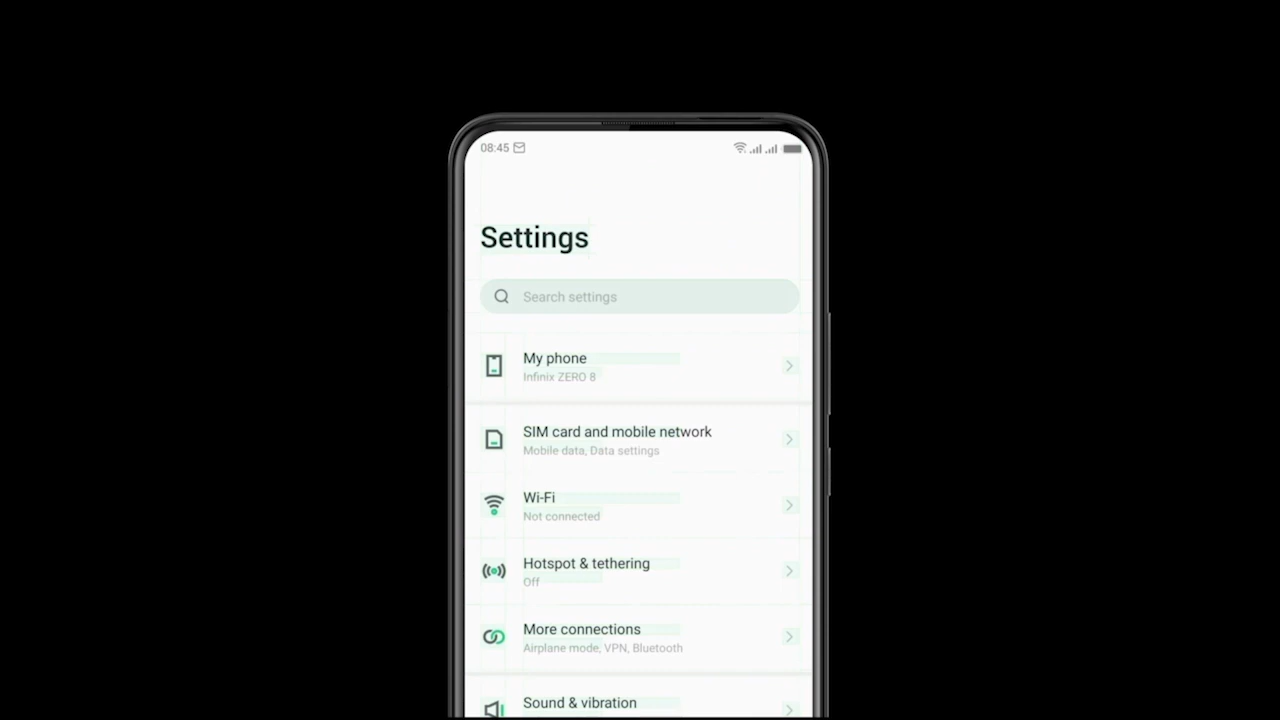 08:45
Settings
Search settings
My phone
Infinix ZERO 8
SIM card and mobile network
Mobile data, Data settings
Wi-Fi
Not connected
Hotspot & tethering
Off
More connections
Airplane mode, VPN, Bluetooth
Sound & vibration